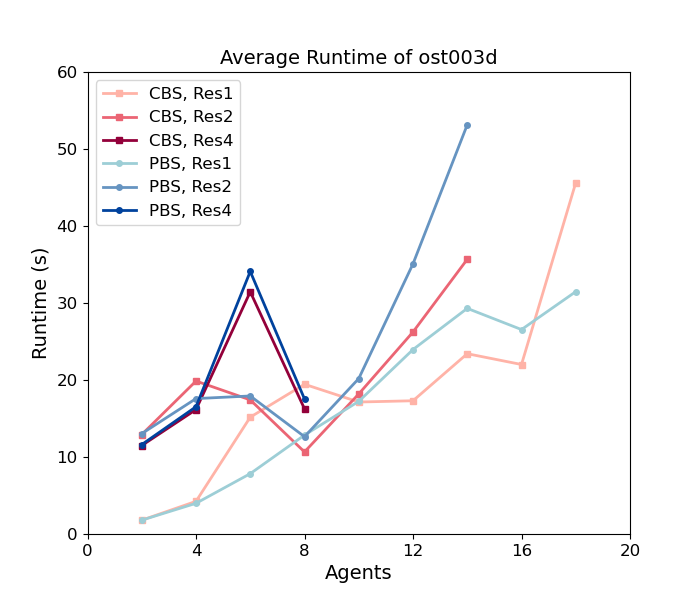 Average Runtime of ost003d
60
50
40
30
20
10
0
Runtime (s)
CBS, Res1
CBS, Res2
CBS, Res4
PBS, Res1
PBS, Res2
PBS, Res4
0 4 8 12 16 20
Agents